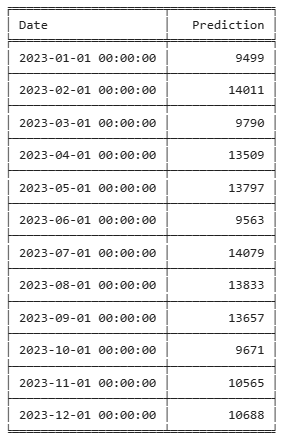 Date Prediction
2023-01-01 00:00:00 9499
2023-02-01 00:00:00 14011
2023-03-01 00:00:00 9790
2023-04-01 00:00:00 13509
2023-05-01 00:00:00 13797
2023-06-01 00:00:00 9563
2023-07-01 00:00:00 14079
2023-08-01 00:00:00 13833
2023-09-01 00:00:00 13657
2023-10-01 00:00:00 9671
2023-11-01 00:00:00 10565
2023-12-01 00:00:00 10688